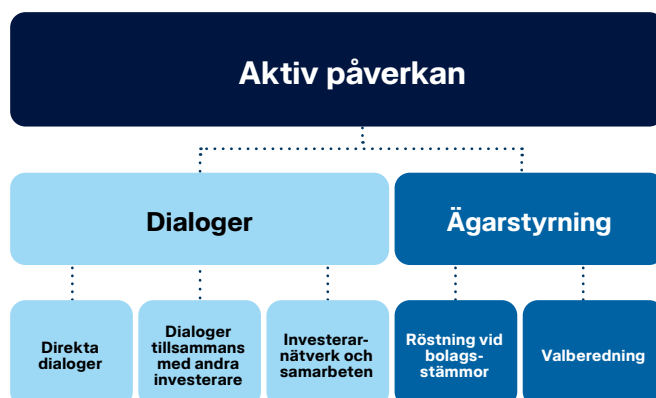 Aktiv påverkan
Dialoger
Ägarstyrning
Direkta
dialoger
Dialoger
tillsammans
med andra
investerare
Investerar-
nätverk och
samarbeten
Röstning vid
bolags-
stämmor
Valberedning